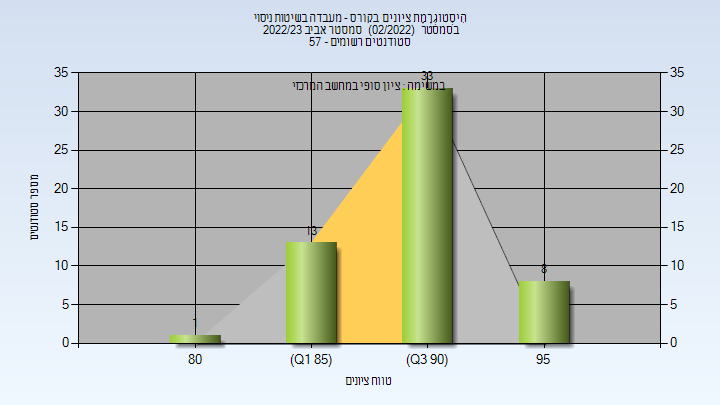 היסטוגרמת ציונים בקורס - מעבדה בשיטות ניסוי
בסמסטר (02/2022) סמסטר אביב 2022/23
סטודנטים רשומים - 57
במשימה : ציון סופי במחשב המרכזי
35 35
30 30
25 25
20 20
15 15
10 10
5 5
0 0
מספר סטודנטים
1 13 33 8
80 (Q1 85) (Q3 90) 95
טווח ציונים